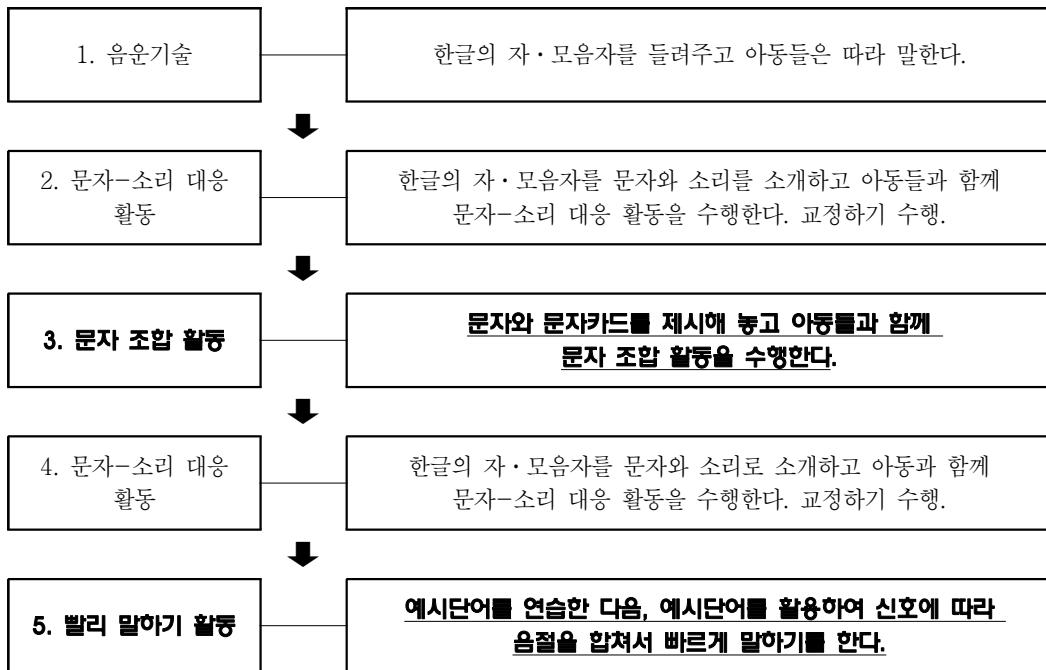 1. 음운기술
한글의 자·모음자를 들려주고 아동들은 따라 말한다.
2. 문자-소리 대응
활동
한글의 자·모음자를 문자와 소리를 소개하고 아동들과 함께
문자-소리 대응 활동을 수행한다. 교정하기 수행.
3. 문자 조합 활동
문자와 문자카드를 제시해 놓고 아동들과 함께
문자 조합 활동을 수행한다.
4. 문자-소리 대응
활동
한글의 자·모음자를 문자와 소리로 소개하고 아동과 함께
문자-소리 대응 활동을 수행한다. 교정하기 수행.
5. 빨리 말하기 활동
예시단어를 연습한 다음, 예시단어를 활용하여 신호에 따라
음절을 합쳐서 빠르게 말하기를 한다.